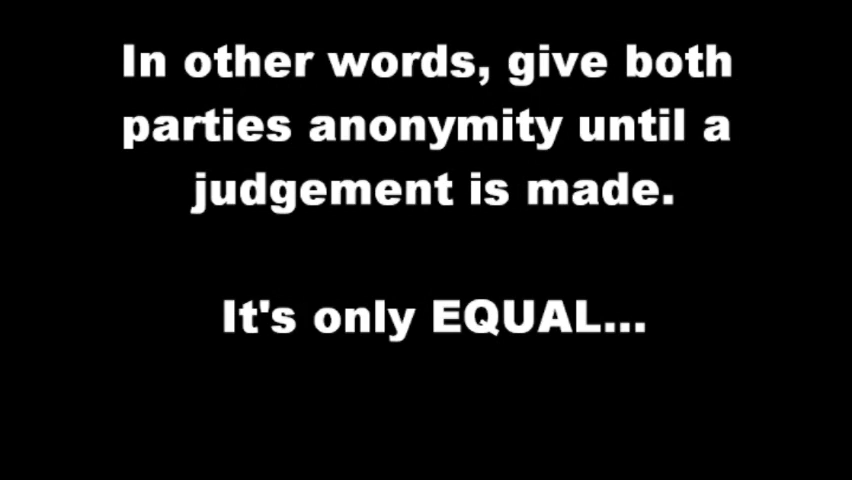 In other words, give both
parties anonymity until a
judgement is made.
It's only EQUAL...